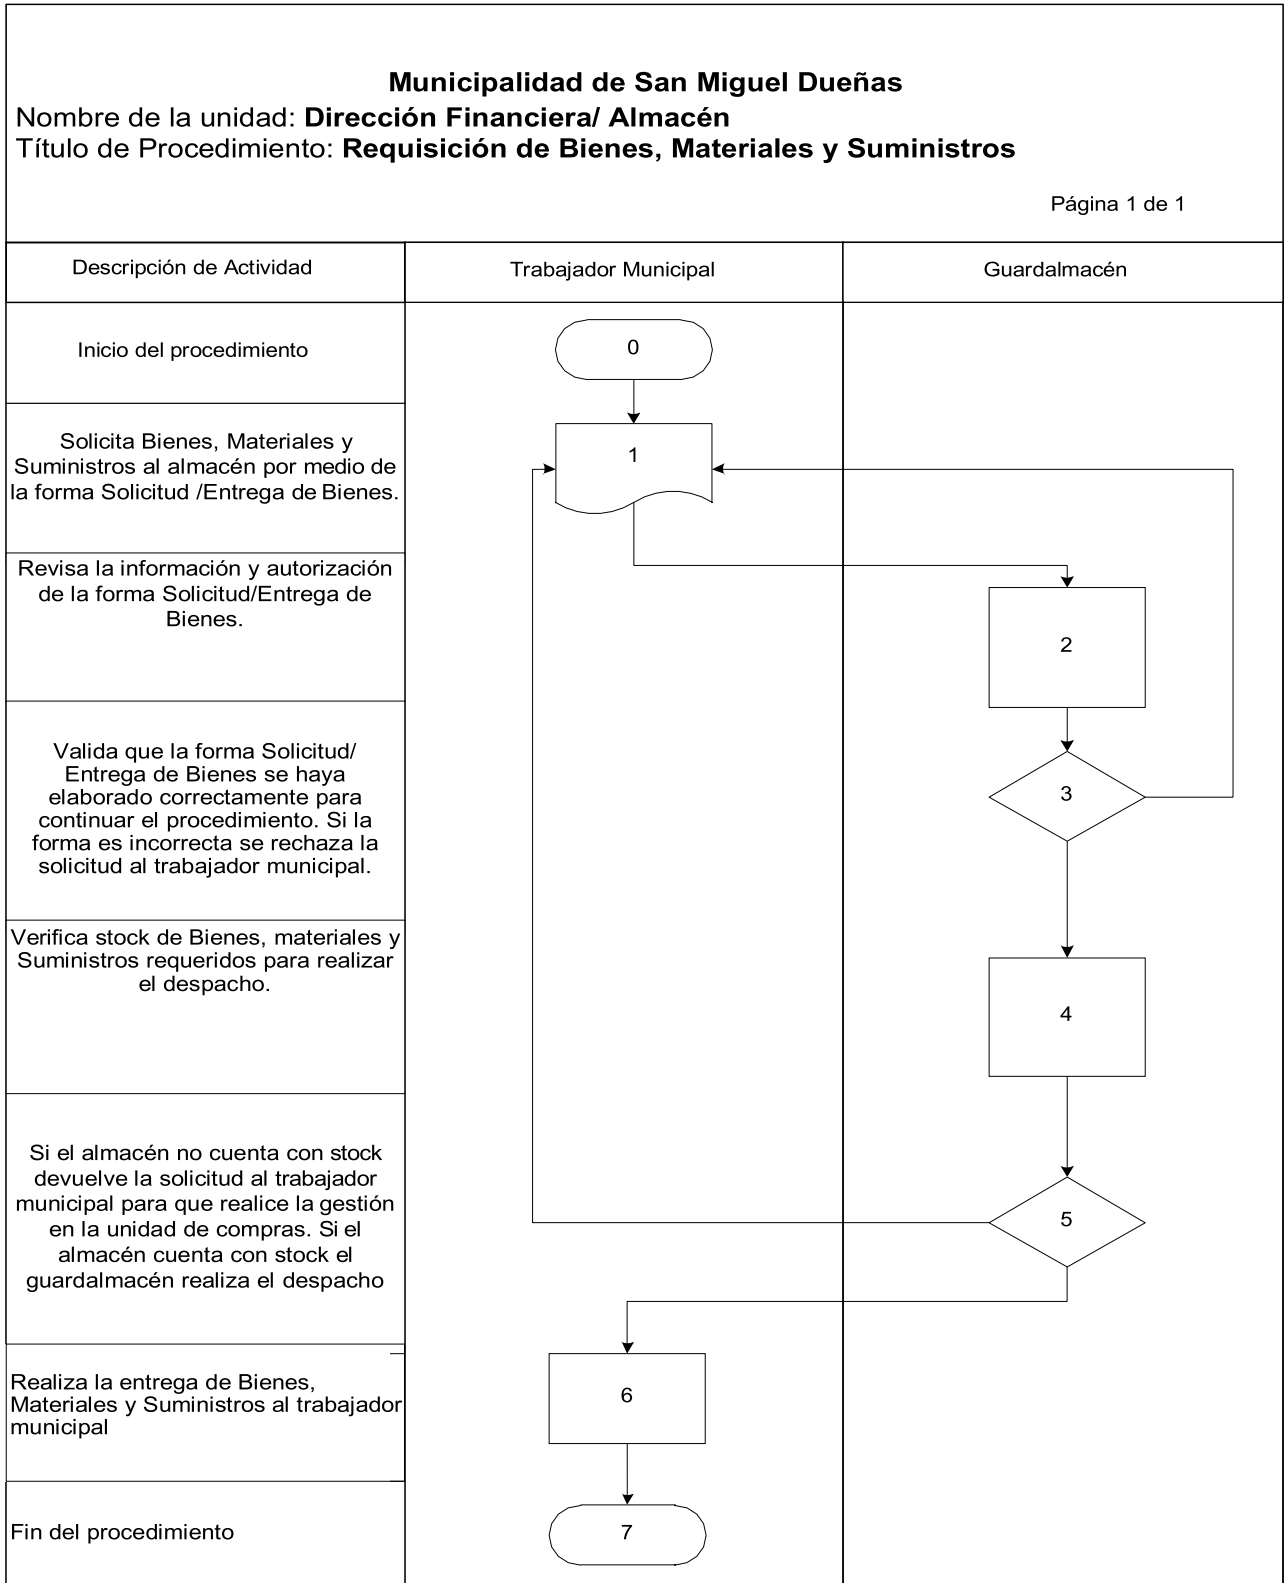 Municipalidad de San Miguel Dueñas
Nombre de la unidad: Dirección Financiera/ Almacén
Título de Procedimiento: Requisición de Bienes, Materiales y Suministros
Página 1 de 1
Descripción de Actividad
Trabajador Municipal
Guardalmacén
Inicio del procedimiento
0
Solicita Bienes, Materiales y
Suministros al almacén por medio de
la forma Solicitud /Entrega de Bienes.
1
Revisa la información y autorización
de la forma Solicitud/Entrega de
Bienes.
2
Valida que la forma Solicitud/
Entrega de Bienes se haya
elaborado correctamente para
continuar el procedimiento. Si la
forma es incorrecta se rechaza la
solicitud al trabajador municipal.
3
Verifica stock de Bienes, materiales y
Suministros requeridos para realizar
el despacho.
4
Si el almacén no cuenta con stock
devuelve la solicitud al trabajador
municipal para que realice la gestión
en la unidad de compras. Si el
almacén cuenta con stock el
guardalmacén realiza el despacho
5
Realiza la entrega de Bienes,
Materiales y Suministros al trabajador
municipal
6
Fin del procedimiento
7